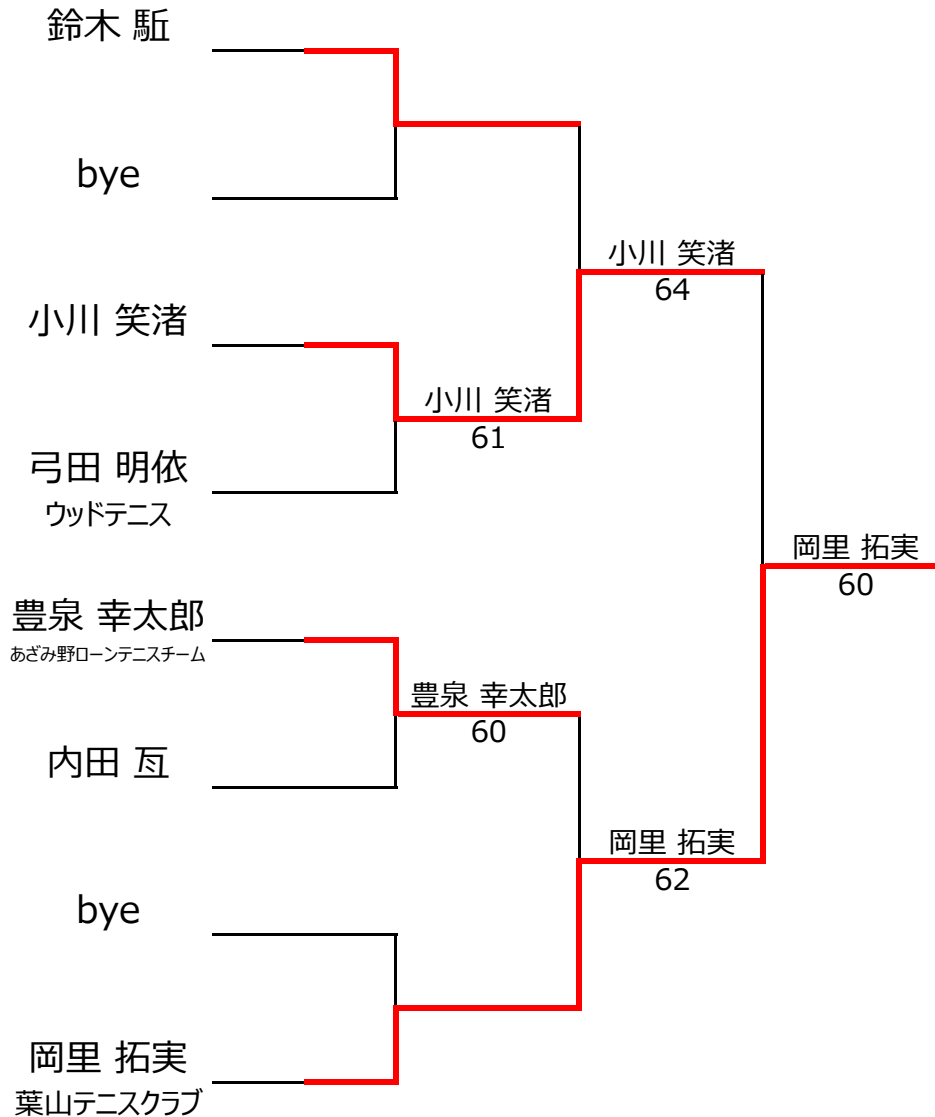 鈴木 駈
bye
小川 笑渚
64
小川 笑渚
小川 笑渚
61
弓田 明依
ウッドテニス
岡里 拓実
60
豊泉 幸太郎
あざみ野ローンテニスチーム
豊泉 幸太郎
60
内田 亙
岡里 拓実
62
bye
岡里 拓実
葉山テニスクラブ